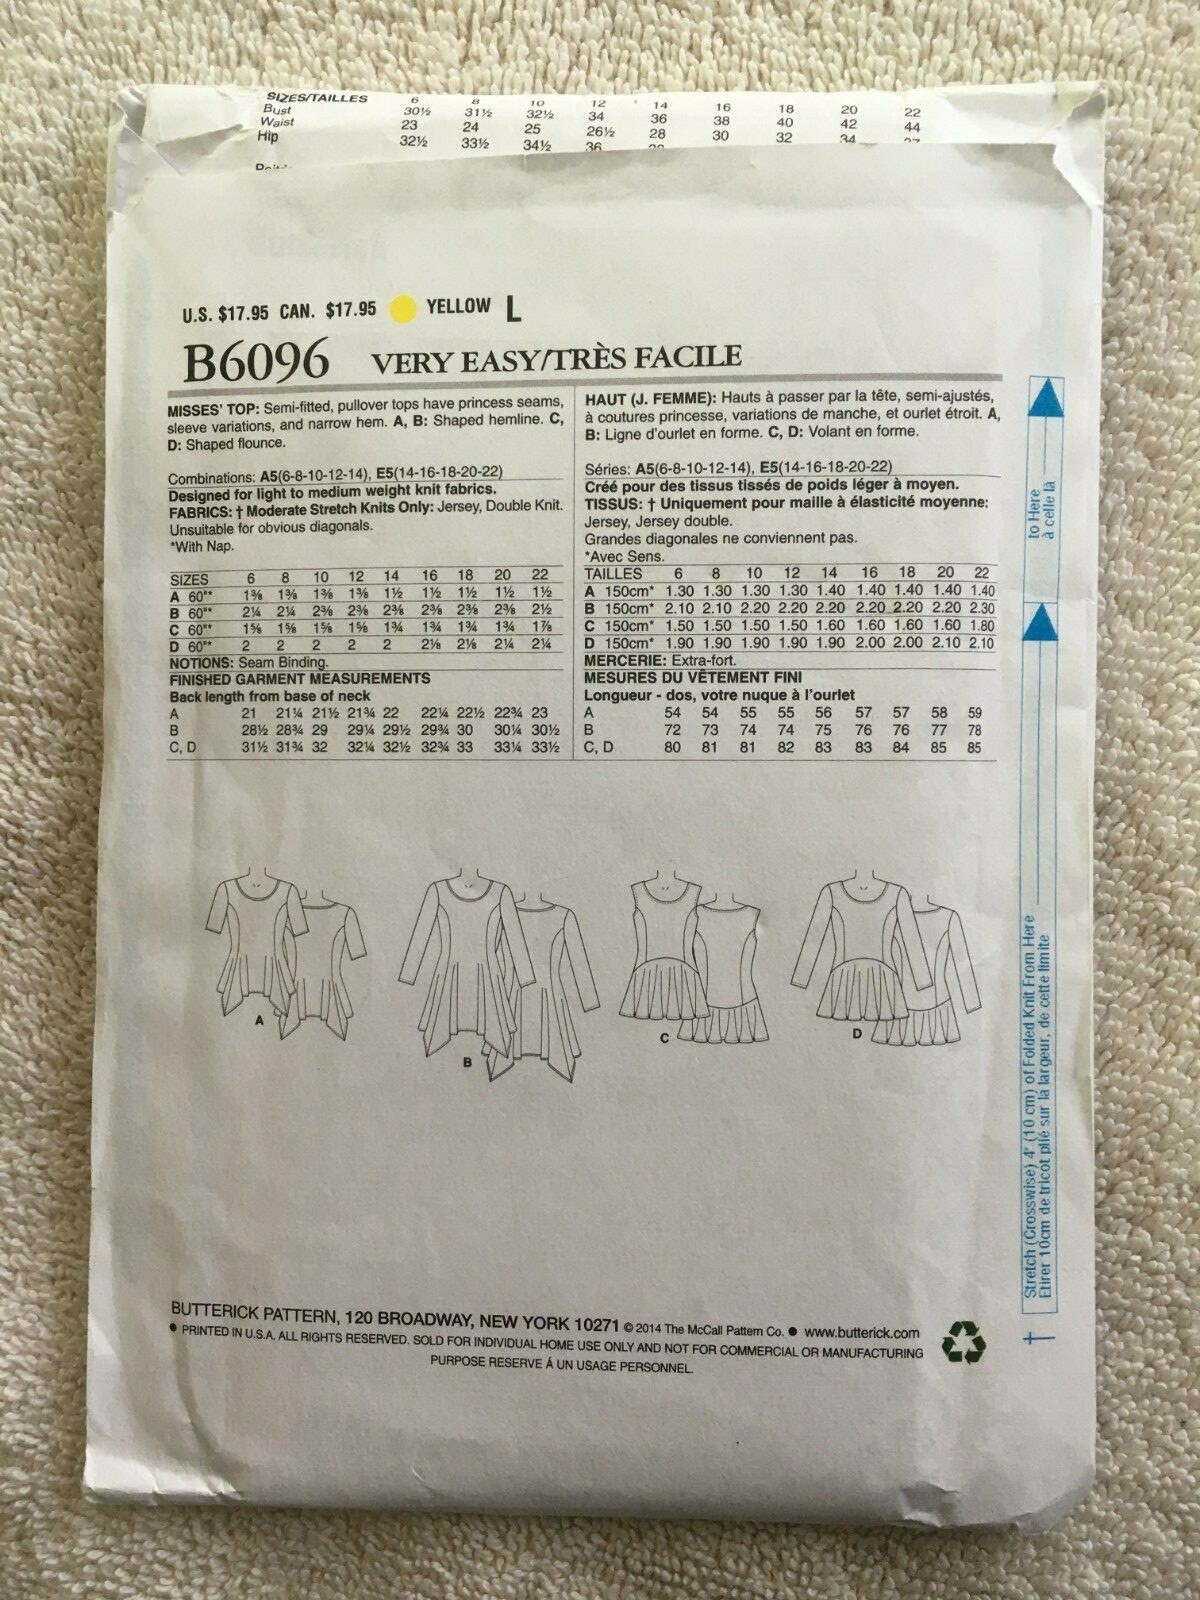 SIZES/TAILLES 6 8 10 12 14 16 18 20 22
Bust 30½ 31½ 32½ 34 36 38 40 42 44
Waist 23 24 25 26½ 28 30 32 34
Hip 32½ 33½ 34½ 36
U.S. $17.95 CAN. $17.95 YELLOW L
B6096 VERY EASY/TRÈS FACILE
MISSES' TOP: Semi-fitted, pullover tops have princess seams,
sleeve variations, and narrow hem. A, B: Shaped hemline. C,
D: Shaped flounce.
Combinations: A5(6-8-10-12-14), E5(14-16-18-20-22)
Designed for light to medium weight knit fabrics.
FABRICS: † Moderate Stretch Knits Only: Jersey, Double Knit.
Unsuitable for obvious diagonals.
*With Nap.
SIZES 6 8 10 12 14 16 18 20 22
A 60"* 1⅜ 1⅜ 1⅜ 1⅜ 1½ 1½ 1½ 1½ 1½
B 60"* 2¼ 2¼ 2⅜ 2⅜ 2⅜ 2⅜ 2⅜ 2⅜ 2½
C 60"* 1⅝ 1⅝ 1⅝ 1⅝ 1¾ 1¾ 1¾ 1¾ 1⅞
D 60"* 2 2 2 2 2 2⅛ 2⅛ 2¼ 2¼
NOTIONS: Seam Binding.
FINISHED GARMENT MEASUREMENTS
Back length from base of neck
A 21 21¼ 21½ 21¾ 22 22¼ 22½ 22¾ 23
B 28½ 28¾ 29 29¼ 29½ 29¾ 30 30¼ 30½
C, D 31½ 31¾ 32 32¼ 32½ 32¾ 33 33¼ 33½
HAUT (J. FEMME): Hauts à passer par la tête, semi-ajustés,
à coutures princesse, variations de manche, et ourlet étroit. A,
B: Ligne d'ourlet en forme. C, D: Volant en forme.
Séries: A5(6-8-10-12-14), E5(14-16-18-20-22)
Créé pour des tissus tissés de poids léger à moyen.
TISSUS: † Uniquement pour maille à élasticité moyenne:
Jersey, Jersey double.
Grandes diagonales ne conviennent pas.
*Avec Sens.
TAILLES 6 8 10 12 14 16 18 20 22
A 150cm* 1.30 1.30 1.30 1.30 1.40 1.40 1.40 1.40 1.40
B 150cm* 2.10 2.10 2.20 2.20 2.20 2.20 2.20 2.20 2.30
C 150cm* 1.50 1.50 1.50 1.50 1.60 1.60 1.60 1.60 1.80
D 150cm* 1.90 1.90 1.90 1.90 1.90 2.00 2.00 2.10 2.10
MERCERIE: Extra-fort.
MESURES DU VÊTEMENT FINI
Longueur - dos, votre nuque à l'ourlet
A 54 54 55 55 56 57 57 58 59
B 72 73 74 74 75 76 76 77 78
C, D 80 81 81 82 83 83 84 85 85
to Here
à celle là
Stretch (Crosswise) 4" (10 cm) of Folded Knit From Here
Etirer 10cm de tricot plié sur la largeur, de cette limite
†
A
B
C
D
BUTTERICK PATTERN, 120 BROADWAY, NEW YORK 10271 © 2014 The McCall Pattern Co. ● www.butterick.com
● PRINTED IN U.S.A. ALL RIGHTS RESERVED. SOLD FOR INDIVIDUAL HOME USE ONLY AND NOT FOR COMMERCIAL OR MANUFACTURING
PURPOSE RESERVE Á UN USAGE PERSONNEL.